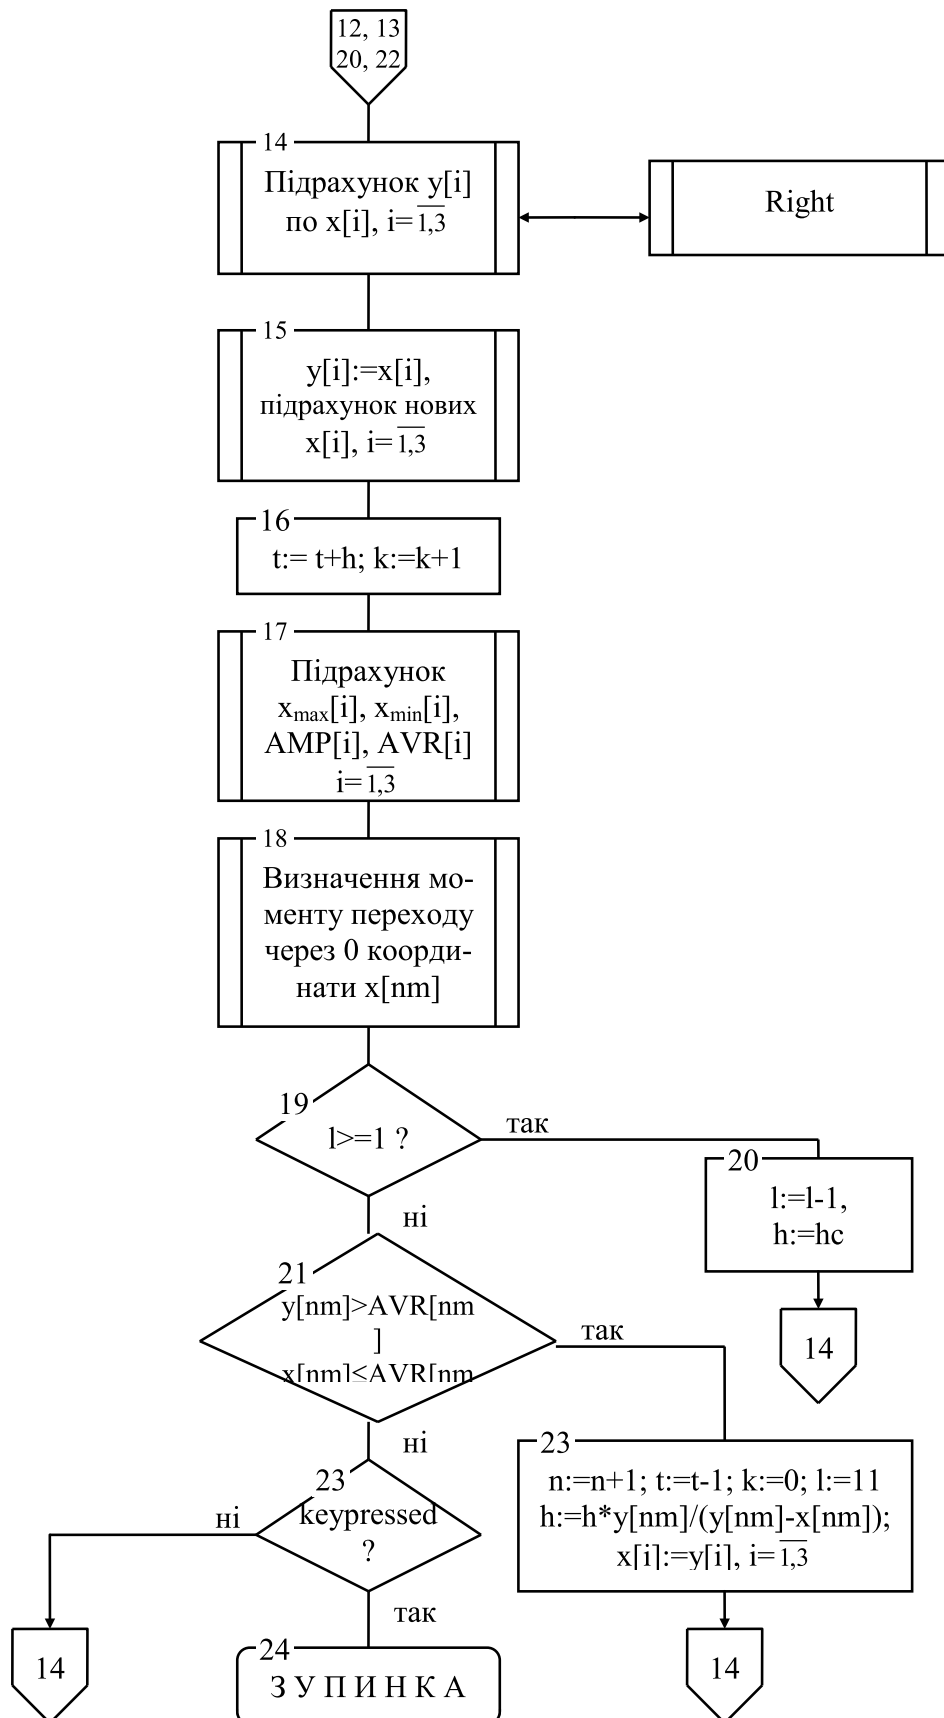 12, 13
20, 22
14
Підрахунок y[i]
по x[i], i= 1,3
Right
15
y[i]:=x[i],
підрахунок нових
x[i], i= 1,3
16
t:= t+h; k:=k+1
17
Підрахунок
xmax[i], xmin[i],
AMP[i], AVR[i]
i= 1,3
18
Визначення мо-
менту переходу
через 0 коорди-
нати x[nm]
19
l>=1 ?
так
20
l:=l-1,
h:=hc
14
ні
21
y[nm]>AVR[nm
]
x[nm]≤AVR[nm
так
23
n:=n+1; t:=t-1; k:=0; l:=11
h:=h*y[nm]/(y[nm]-x[nm]);
x[i]:=y[i], i= 1,3
14
ні
23
keypressed
?
ні
14
так
24
З У П И Н К А